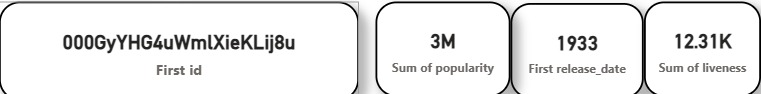 000GyYHG4uWmlXieKLij8u
First id
3M
Sum of popularity
1933
First release_date
12.31K
Sum of liveness